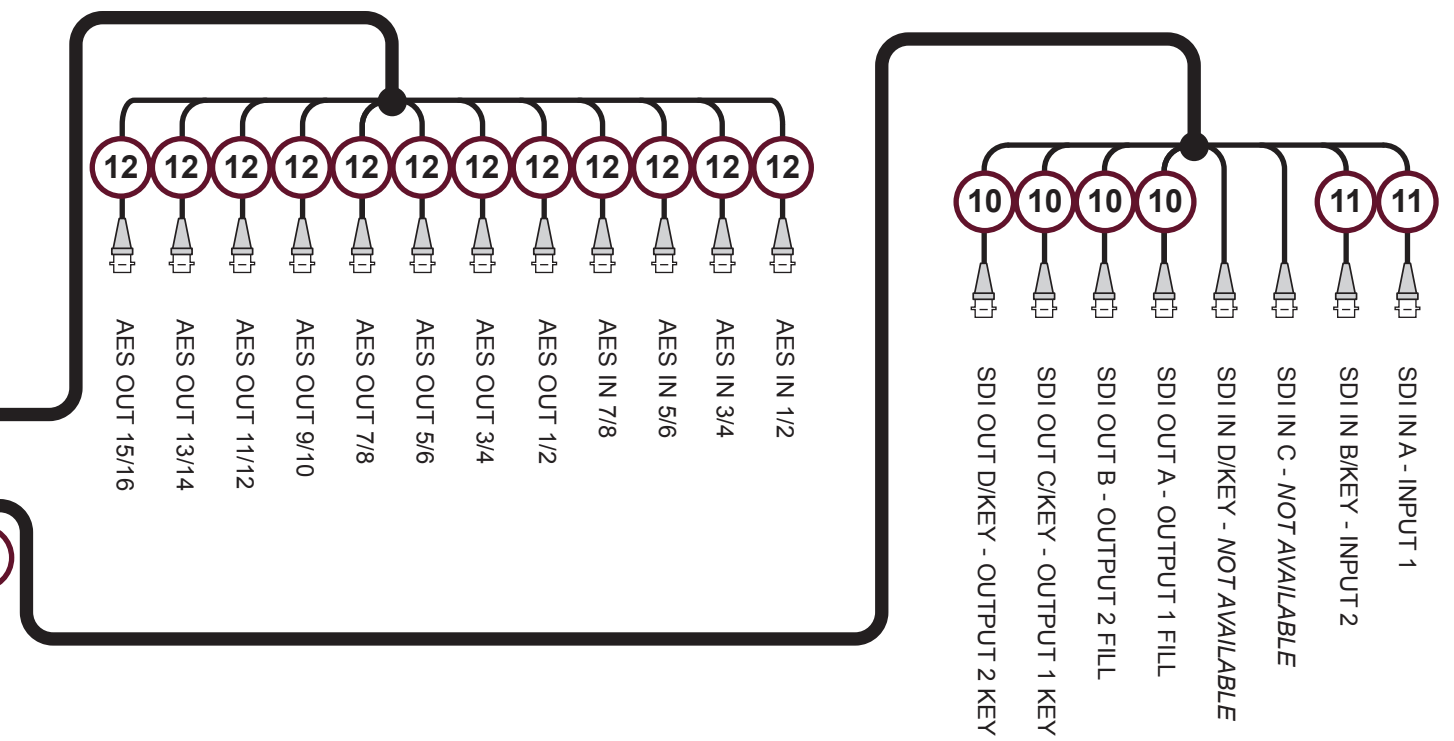 12
12
12
12
12
12
12
12
12
12
12
12
10
10
10
10
11
11
AES OUT 15/16
AES OUT 13/14
AES OUT 11/12
AES OUT 9/10
AES OUT 7/8
AES OUT 5/6
AES OUT 3/4
AES OUT 1/2
AES IN 7/8
AES IN 5/6
AES IN 3/4
AES IN 1/2
SDI OUT D/KEY - OUTPUT 2 KEY
SDI OUT C/KEY - OUTPUT 1 KEY
SDI OUT B - OUTPUT 2 FILL
SDI OUT A - OUTPUT 1 FILL
SDI IN D/KEY - NOT AVAILABLE
SDI IN C - NOT AVAILABLE
SDI IN B/KEY - INPUT 2
SDI IN A - INPUT 1